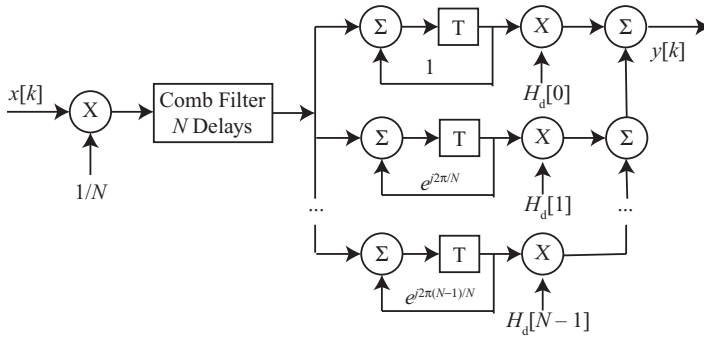 Σ T X Σ
1
y[k]
H_d[0]
x[k]
X
Comb Filter
N Delays
1/N
Σ T X Σ
e^{j2π/N}
H_d[1]
... ...
Σ T X
e^{j2π(N−1)/N}
H_d[N – 1]